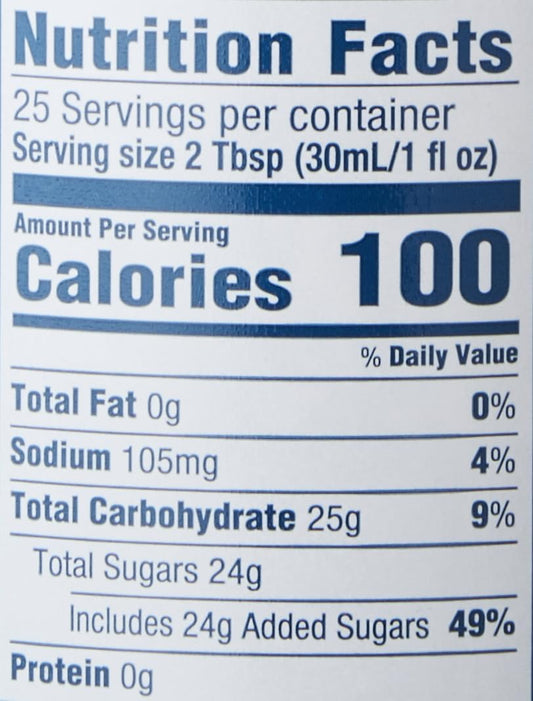 Nutrition Facts
25 Servings per container
Serving size 2 Tbsp (30mL/1 fl oz)
Amount Per Serving
Calories 100
% Daily Value
Total Fat 0g 0%
Sodium 105mg 4%
Total Carbohydrate 25g 9%
Total Sugars 24g
Includes 24g Added Sugars 49%
Protein 0g